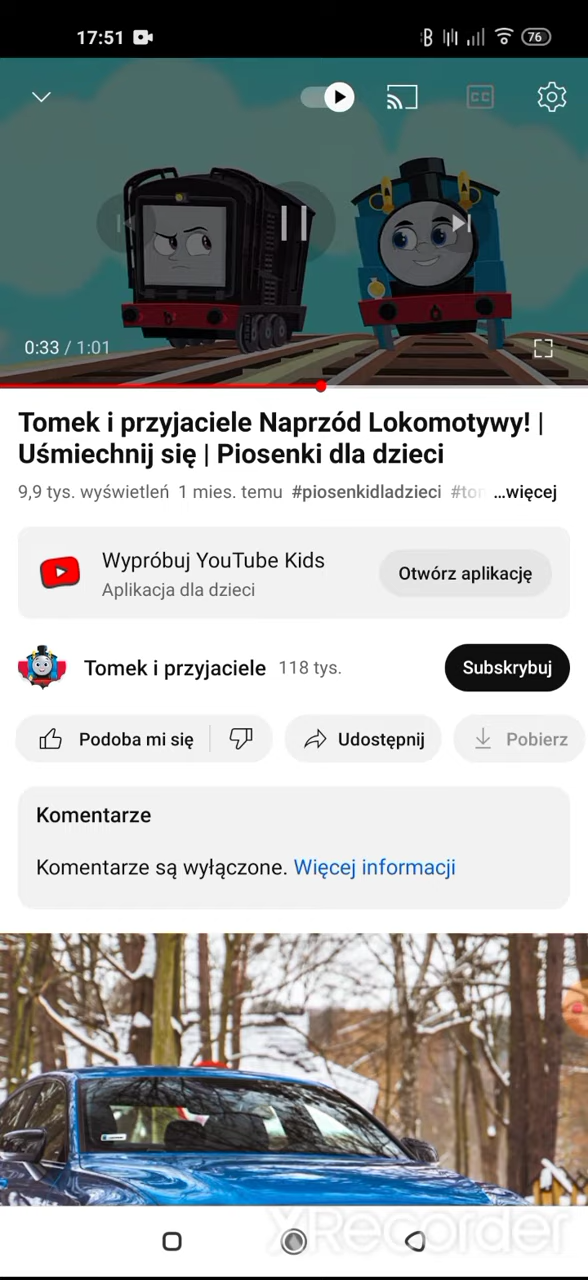 17:51
76
CC
0:33 / 1:01
Tomek i przyjaciele Naprzód Lokomotywy! |
Uśmiechnij się | Piosenki dla dzieci
9,9 tys. wyświetleń 1 mies. temu #piosenkidladzieci #tom ...więcej
Wypróbuj YouTube Kids
Aplikacja dla dzieci
Otwórz aplikację
Tomek i przyjaciele 118 tys.
Subskrybuj
Podoba mi się
Udostępnij
Pobierz
Komentarze
Komentarze są wyłączone. Więcej informacji
XRecorder